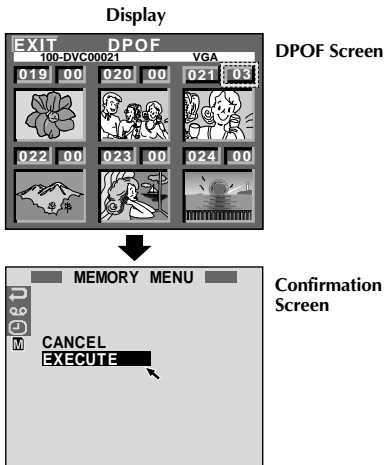 Display
EXIT DPOF
DPOF Screen
100-DVC00021 VGA
019 00 020 00 021 03
022 00 023 00 024 00
MEMORY MENU
Confirmation
Screen
M
CANCEL
EXECUTE